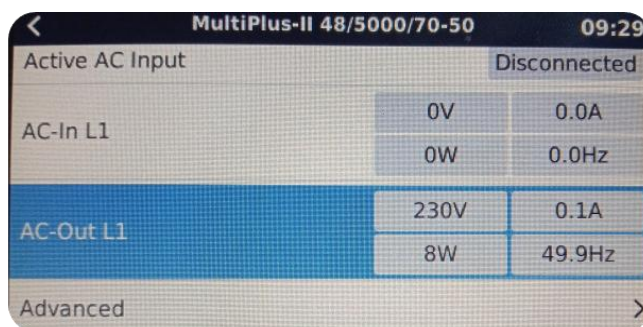 MultiPlus-II 48/5000/70-50 09:29
Active AC Input Disconnected
AC-In L1
0V 0.0A
0W 0.0Hz
AC-Out L1
230V 0.1A
8W 49.9Hz
Advanced